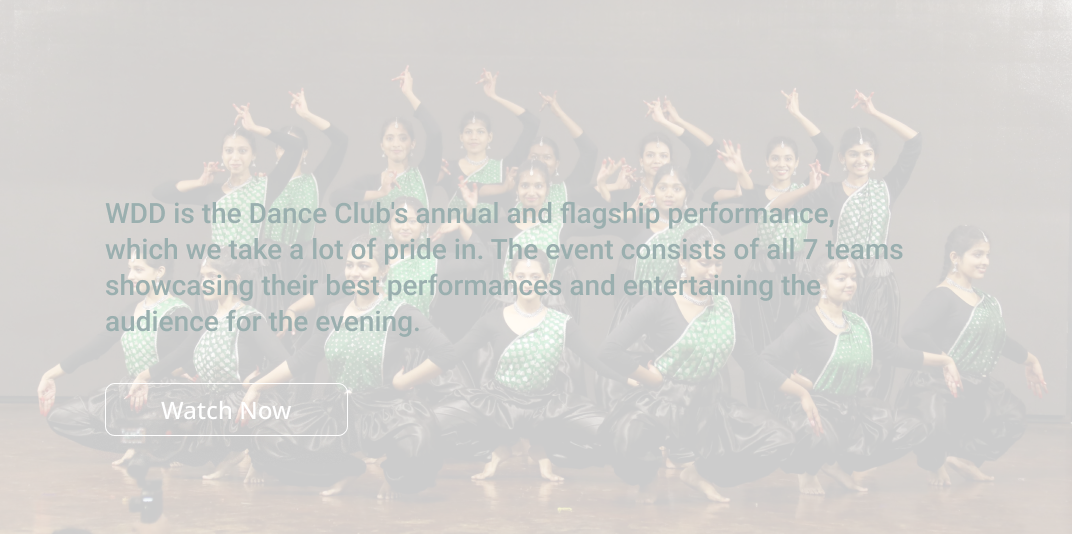 WDD is the Dance Club's annual and flagship performance,
which we take a lot of pride in. The event consists of all 7 teams
showcasing their best performances and entertaining the
audience for the evening.
Watch Now